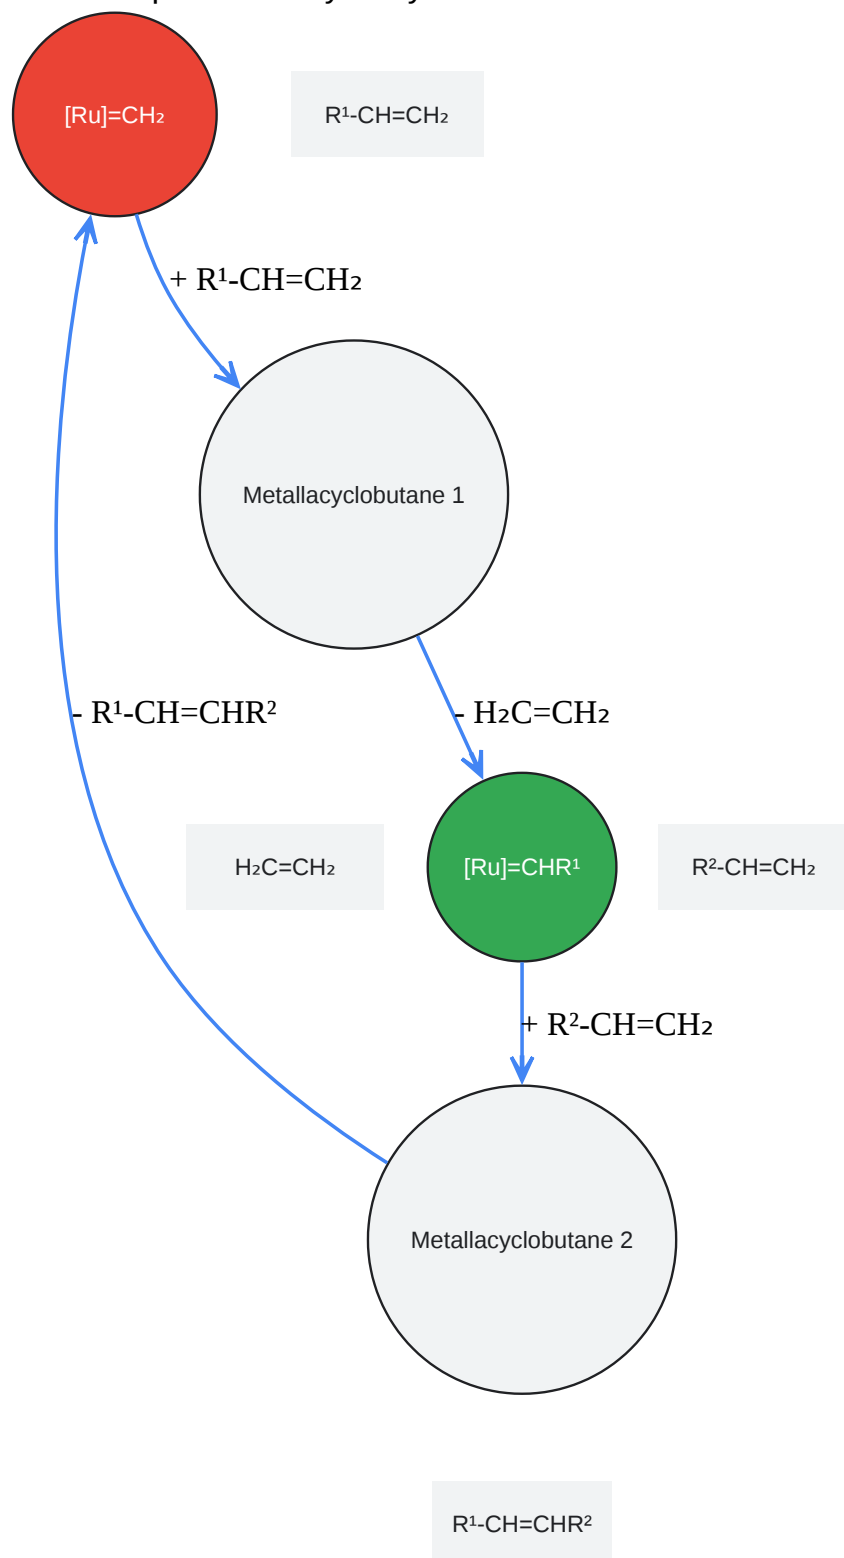 [Ru]=CH₂
R¹-CH=CH₂
+ R¹-CH=CH₂
Metallacyclobutane 1
- R¹-CH=CHR²
- H₂C=CH₂
H₂C=CH₂
[Ru]=CHR¹
R²-CH=CH₂
+ R²-CH=CH₂
Metallacyclobutane 2
R¹-CH=CHR²